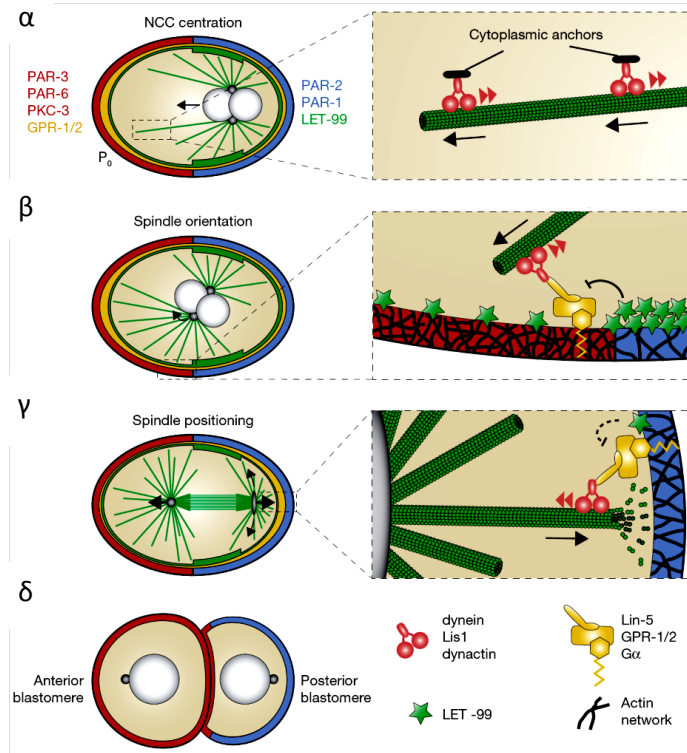 α
NCC centration
PAR-3
PAR-6
PKC-3
GPR-1/2
P₀
PAR-2
PAR-1
LET-99
Cytoplasmic anchors
β
Spindle orientation
γ
Spindle positioning
δ
Anterior
blastomere
Posterior
blastomere
dynein
Lis1
dynactin
Lin-5
GPR-1/2
Gα
LET -99
Actin
network